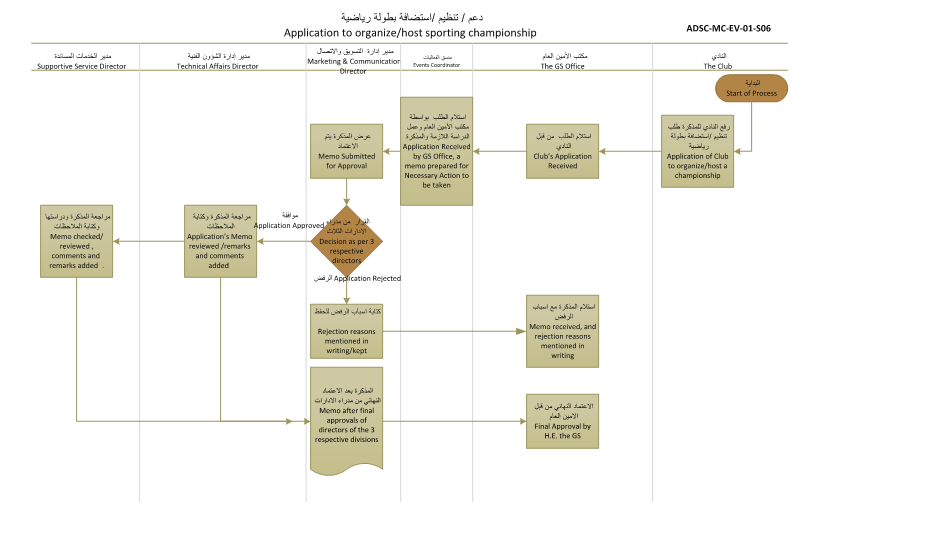 دعم / تنظيم /استضافة بطولة رياضية
Application to organize/host sporting championship
ADSC-MC-EV-01-S06
مدير الخدمات المساندة
Supportive Service Director
مدير إدارة الشؤون الفنية
Technical Affairs Director
مدير إدارة التسويق والاتصال
Marketing & Communication
Director
منسق الفعاليات
Events Coordinator
مكتب الأمين العام
The GS Office
النادي
The Club
البداية
Start of Process
رفع النادي للمذكرة طلب
تنظيم /استضافة بطولة
رياضية
Application of Club
to organize/host a
championship
استلام الطلب من قبل
النادي
Club's Application
Received
استلام الطلب بواسطة
مكتب الأمين العام وعمل
الدراسة اللازمة والمذكرة
Application Received
by GS Office, a
memo prepared for
Necessary Action to
be taken
عرض المذكرة يتم
الإعتماد
Memo Submitted
for Approval
القرار من مدراء
الادارات الثلاث
Decision as per 3
respective
directors
موافقة
Application Approved
مراجعة المذكرة وكتابة
الملاحظات
Application's Memo
reviewed /remarks
and comments
added
مراجعة المذكرة ودراستها
وكتابة الملاحظات
Memo checked/
reviewed ,
comments and
remarks added .
الرفض Application Rejected
كتابة اسبأب الرفض للحفظ
Rejection reasons
mentioned in
writing/kept
استلام المذكرة مع اسباب
الرفض
Memo received, and
rejection reasons
mentioned in
writing
المذكرة بعد الاعتماد
النهائي من مدراء الادارات
Memo after final
approvals of
directors of the 3
respective divisions
الاعتماد النهائي من قبل
الامين العام
Final Approval by
H.E. the GS